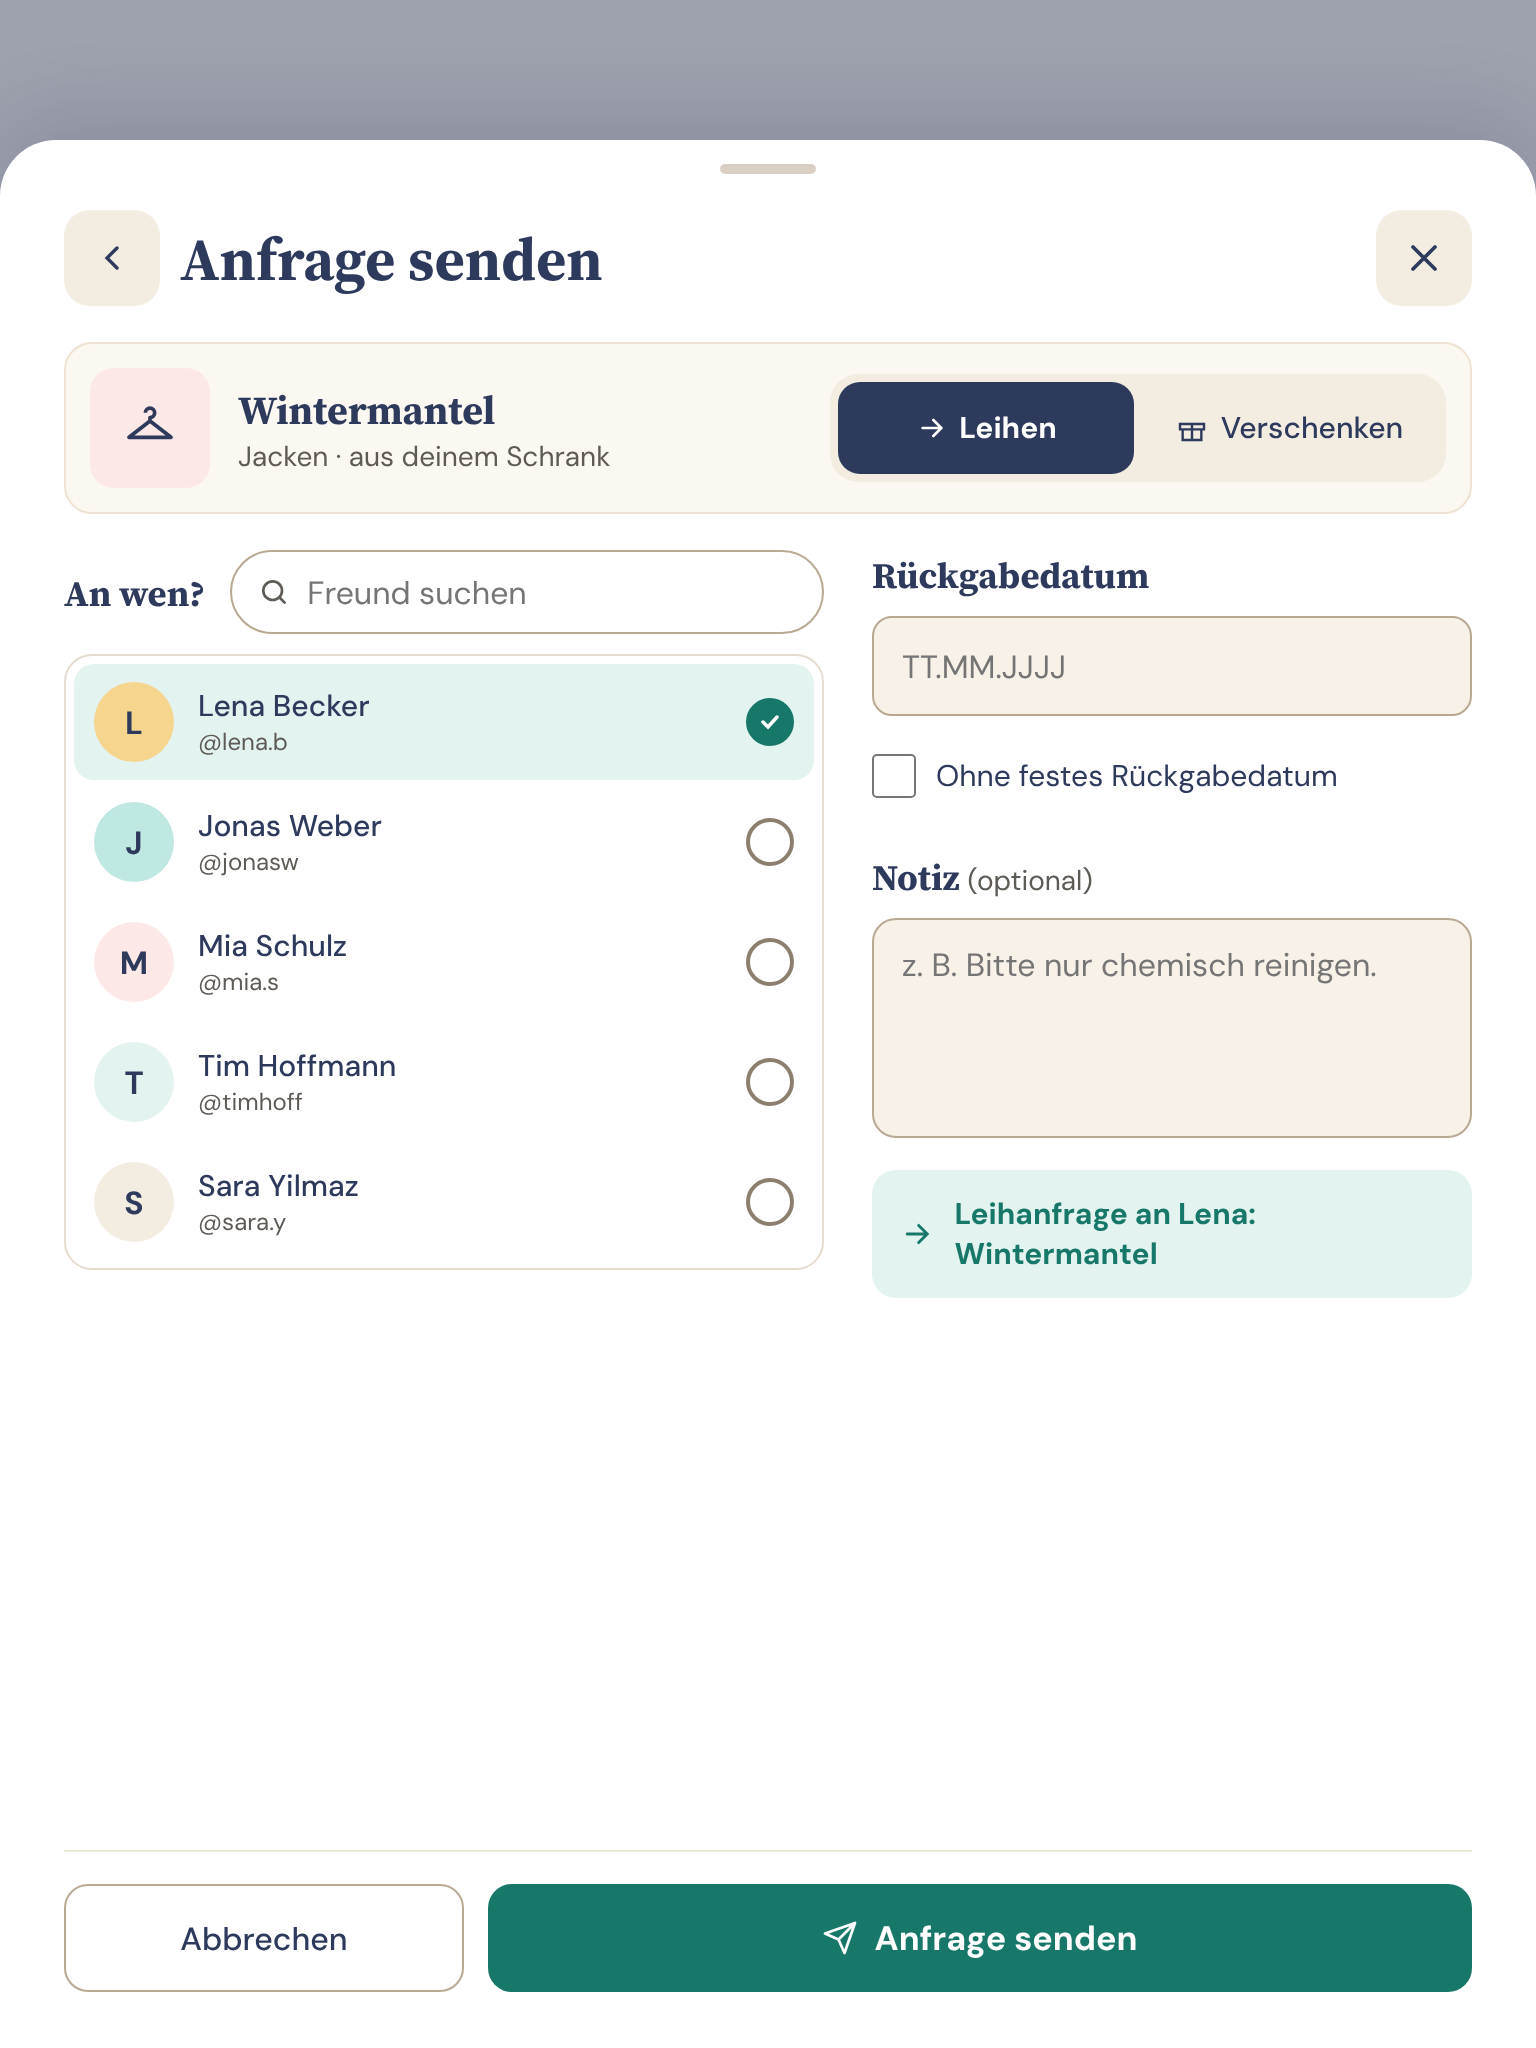 Anfrage senden
Wintermantel
Jacken · aus deinem Schrank
Leihen
Verschenken
An wen?
Freund suchen
L
Lena Becker
@lena.b
J
Jonas Weber
@jonasw
M
Mia Schulz
@mia.s
T
Tim Hoffmann
@timhoff
S
Sara Yilmaz
@sara.y
Rückgabedatum
TT.MM.JJJJ
Ohne festes Rückgabedatum
Notiz (optional)
z. B. Bitte nur chemisch reinigen.
Leihanfrage an Lena:
Wintermantel
Abbrechen
Anfrage senden